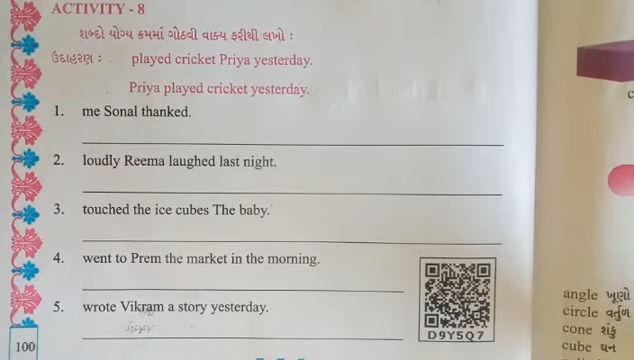 ACTIVITY - 8
શબ્દો યોગ્ય ક્રમમાં ગોઠવી વાક્ય ફરીથી લખો :
ઉદાહરણ : played cricket Priya yesterday.
Priya played cricket yesterday.
1. me Sonal thanked.
2. loudly Reema laughed last night.
3. touched the ice cubes The baby.
4. went to Prem the market in the morning.
5. wrote Vikram a story yesterday.
D9Y5Q7
100
angle ખૂણો
circle વર્તુળ
cone શંકુ
cube ઘન